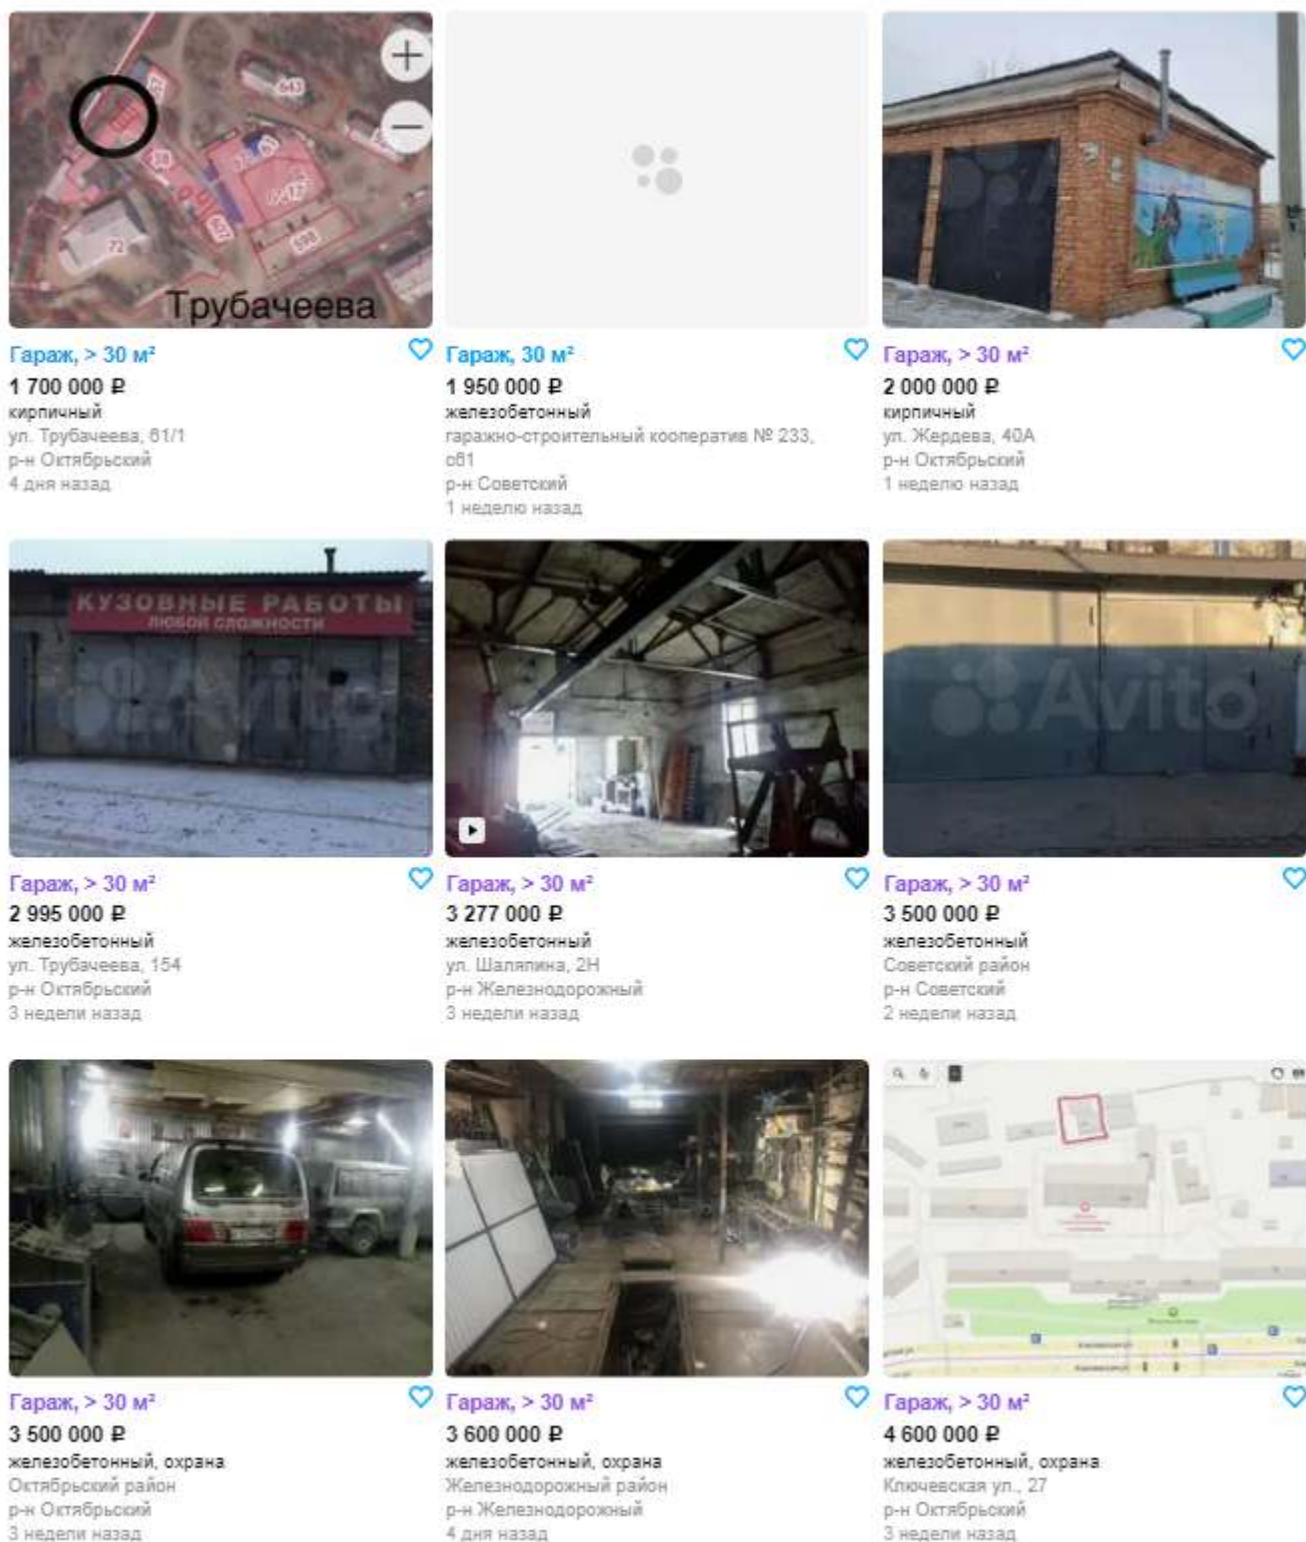 643
72
598
Трубачеева
Гараж, > 30 м²
1 700 000 ₽
кирпичный
ул. Трубачеева, 61/1
р-н Октябрьский
4 дня назад
Гараж, 30 м²
1 950 000 ₽
железобетонный
гаражно-строительный кооператив № 233,
с61
р-н Советский
1 неделю назад
Гараж, > 30 м²
2 000 000 ₽
кирпичный
ул. Жердева, 40А
р-н Октябрьский
1 неделю назад
КУЗОВНЫЕ РАБОТЫ
ЛЮБОЙ СЛОЖНОСТИ
Avito
Avito
Гараж, > 30 м²
2 995 000 ₽
железобетонный
ул. Трубачеева, 154
р-н Октябрьский
3 недели назад
Гараж, > 30 м²
3 277 000 ₽
железобетонный
ул. Шаляпина, 2Н
р-н Железнодорожный
3 недели назад
Гараж, > 30 м²
3 500 000 ₽
железобетонный
Советский район
р-н Советский
2 недели назад
Гараж, > 30 м²
3 500 000 ₽
железобетонный, охрана
Октябрьский район
р-н Октябрьский
3 недели назад
Гараж, > 30 м²
3 600 000 ₽
железобетонный, охрана
Железнодорожный район
р-н Железнодорожный
4 дня назад
Гараж, > 30 м²
4 600 000 ₽
железобетонный, охрана
Ключевская ул., 27
р-н Октябрьский
3 недели назад